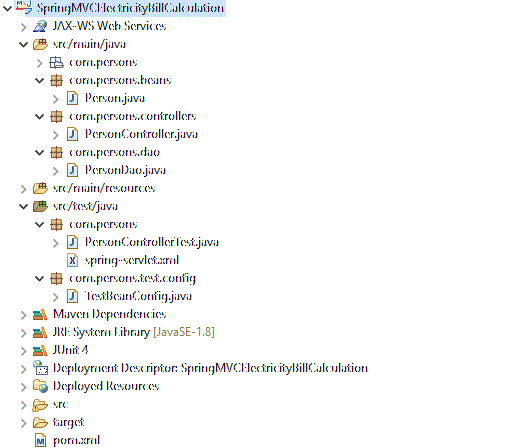 SpringMVCElectricityBillCalculation
JAX-WS Web Services
src/main/java
com.persons
com.persons.beans
Person.java
com.persons.controllers
PersonController.java
com.persons.dao
PersonDao.java
src/main/resources
src/test/java
com.persons
PersonControllerTest.java
spring-servlet.xml
com.persons.test.config
TestBeanConfig.java
Maven Dependencies
JRE System Library [JavaSE-1.8]
JUnit 4
Deployment Descriptor: SpringMVCElectricityBillCalculation
Deployed Resources
src
target
pom.xml